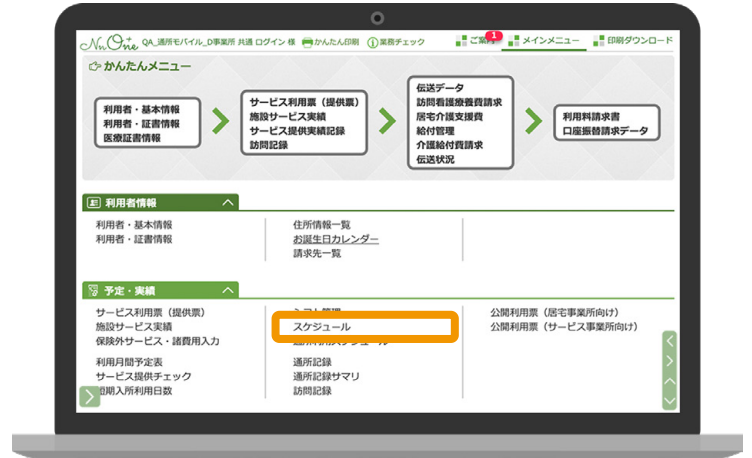 QA_通所モバイル_D事業所 共通 ログイン 様 かんたん印刷 業務チェック 1 メインメニュー 印刷ダウンロード
かんたんメニュー
利用者・基本情報
利用者・証書情報
医療証書情報
サービス利用票（提供票）
施設サービス実績
サービス提供実績記録
訪問記録
伝送データ
訪問看護療養費請求
居宅介護支援費
給付管理
介護給付費請求
伝送状況
利用料請求書
口座振替請求データ
利用者情報
利用者・基本情報
利用者・証書情報
住所情報一覧
お誕生日カレンダー
請求先一覧
予定・実績
サービス利用票（提供票）
施設サービス実績
保険外サービス・諸費用入力
利用月間予定表
サービス提供チェック
短期入所利用日数
スケジュール
通所記録
通所記録サマリ
訪問記録
公開利用票（居宅事業所向け）
公開利用票（サービス事業所向け）